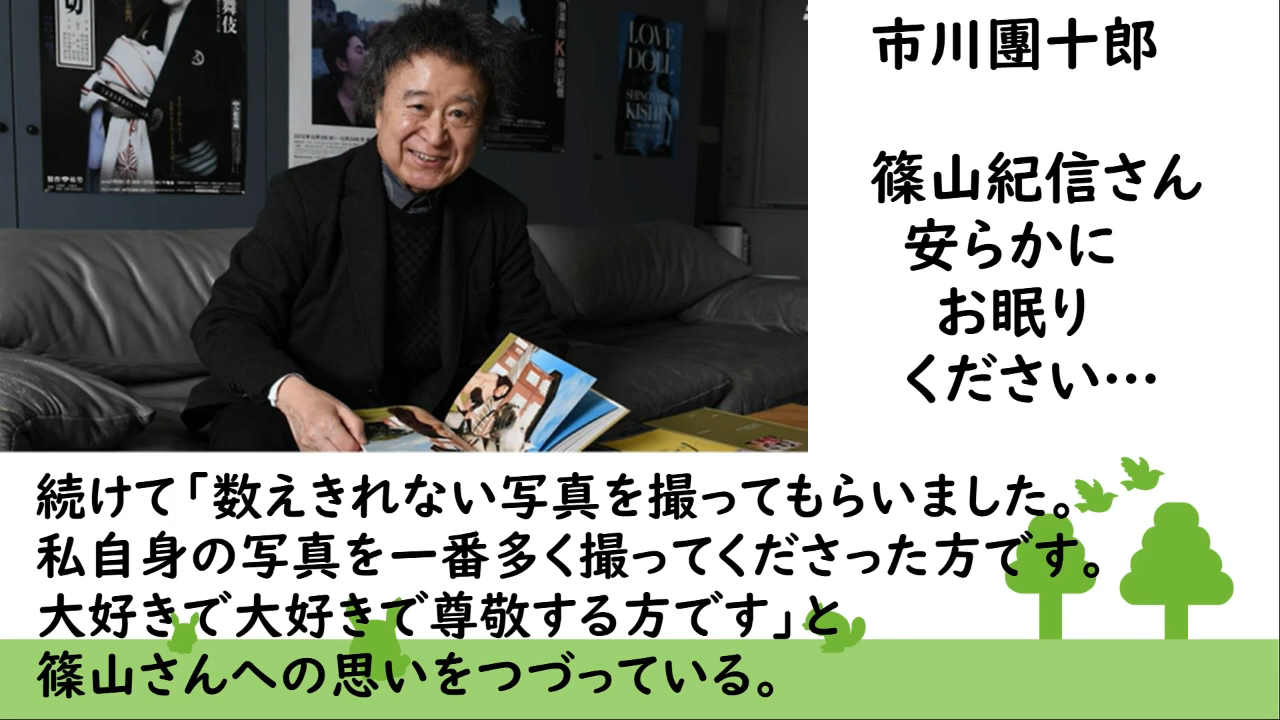 市川團十郎
篠山紀信さん
安らかに
お眠り
ください…
LOVE
DOLL
KISHIN
続けて「数えきれない写真を撮ってもらいました。
私自身の写真を一番多く撮ってくださった方です。
大好きで大好きで尊敬する方です」と
篠山さんへの思いをつづっている。